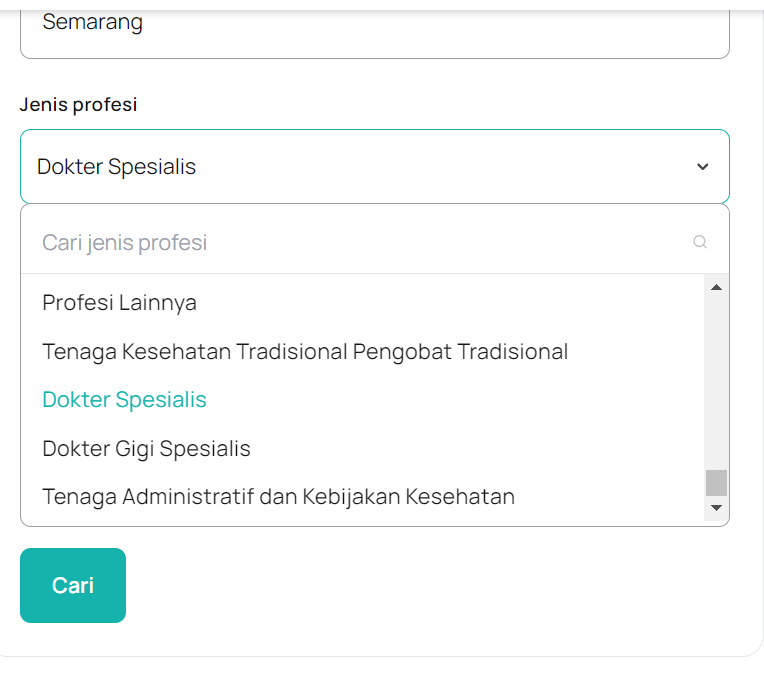 Semarang
Jenis profesi
Dokter Spesialis
Cari jenis profesi
Profesi Lainnya
Tenaga Kesehatan Tradisional Pengobat Tradisional
Dokter Spesialis
Dokter Gigi Spesialis
Tenaga Administratif dan Kebijakan Kesehatan
Cari